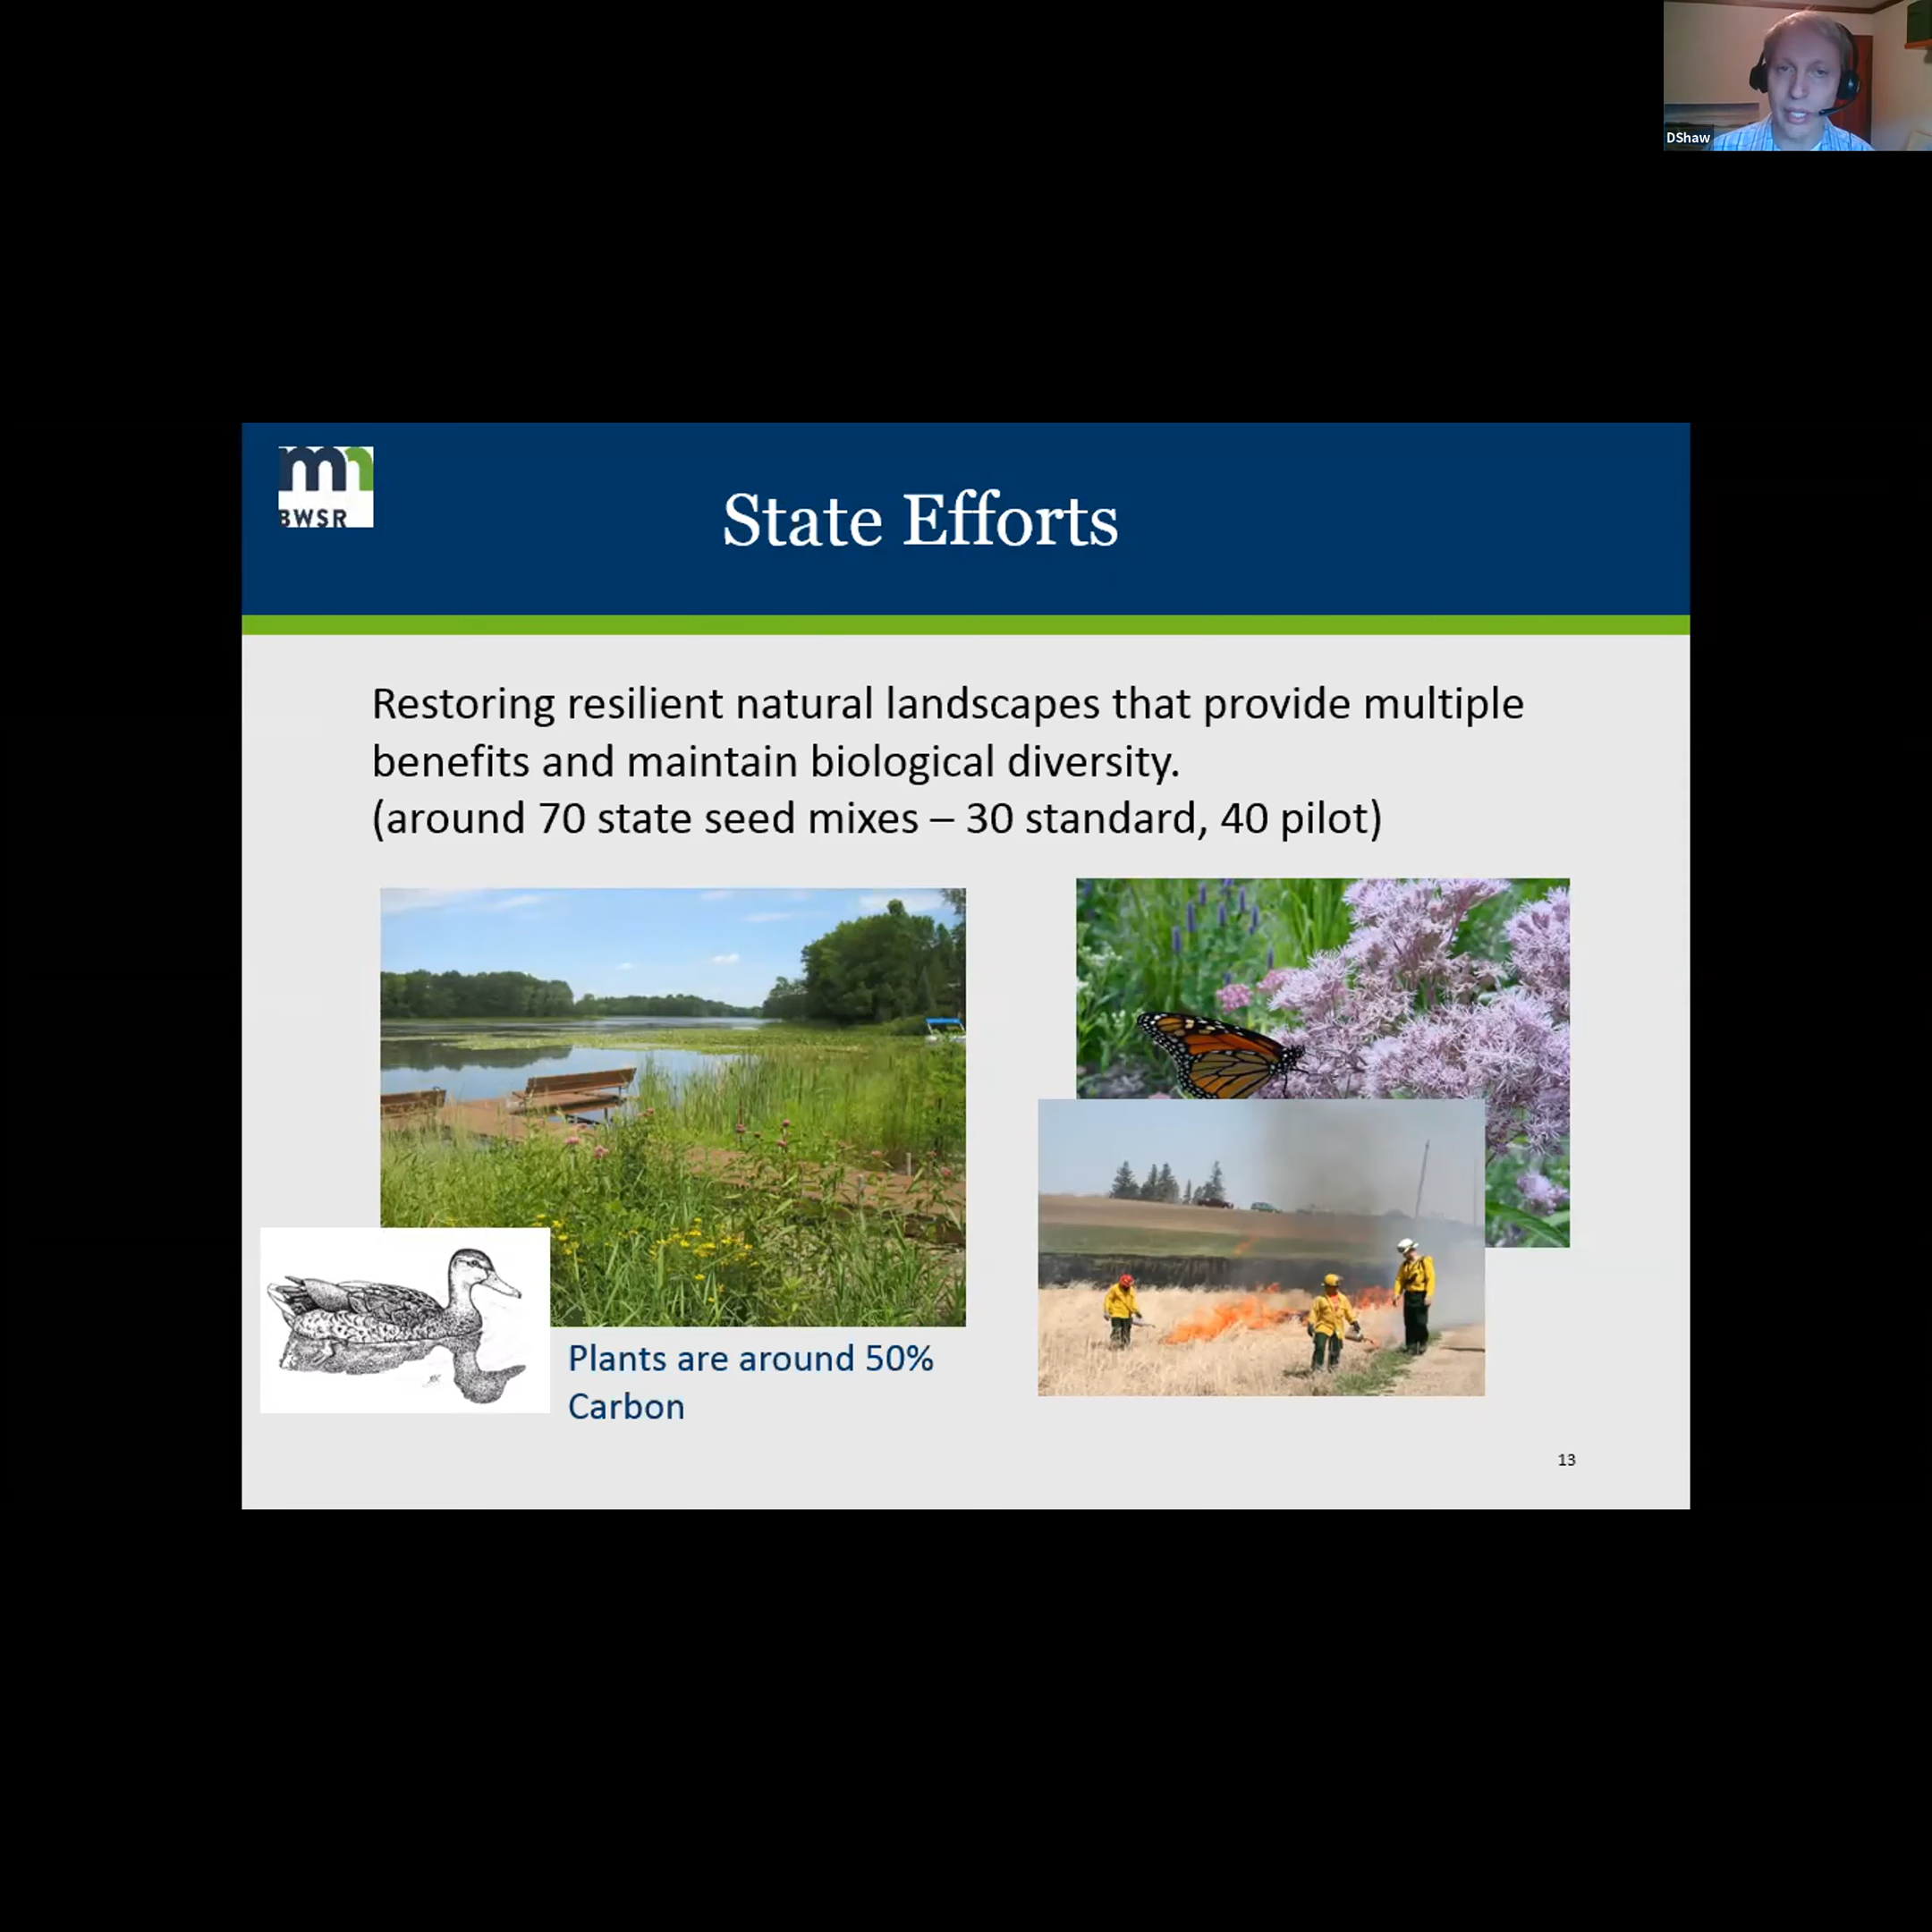 DShaw
mn
BWSR
State Efforts
Restoring resilient natural landscapes that provide multiple
benefits and maintain biological diversity.
(around 70 state seed mixes – 30 standard, 40 pilot)
Plants are around 50%
Carbon
13